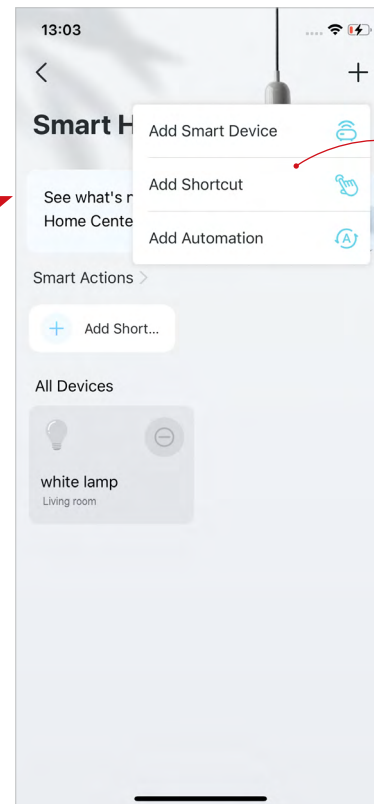 13:03
Smart H
Add Smart Device
Add Shortcut
Add Automation
See what's r
Home Cente
Smart Actions >
Add Short...
All Devices
white lamp
Living room